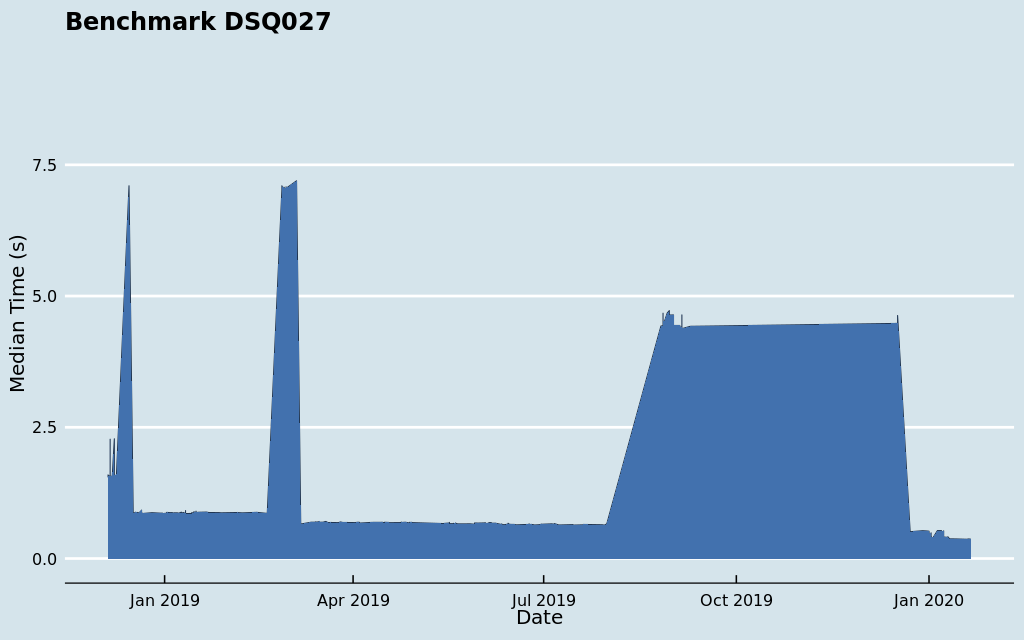 Benchmark DSQ027
Median Time (s)
7.5
5.0
2.5
0.0
Jan 2019
Apr 2019
Jul 2019
Oct 2019
Jan 2020
Date